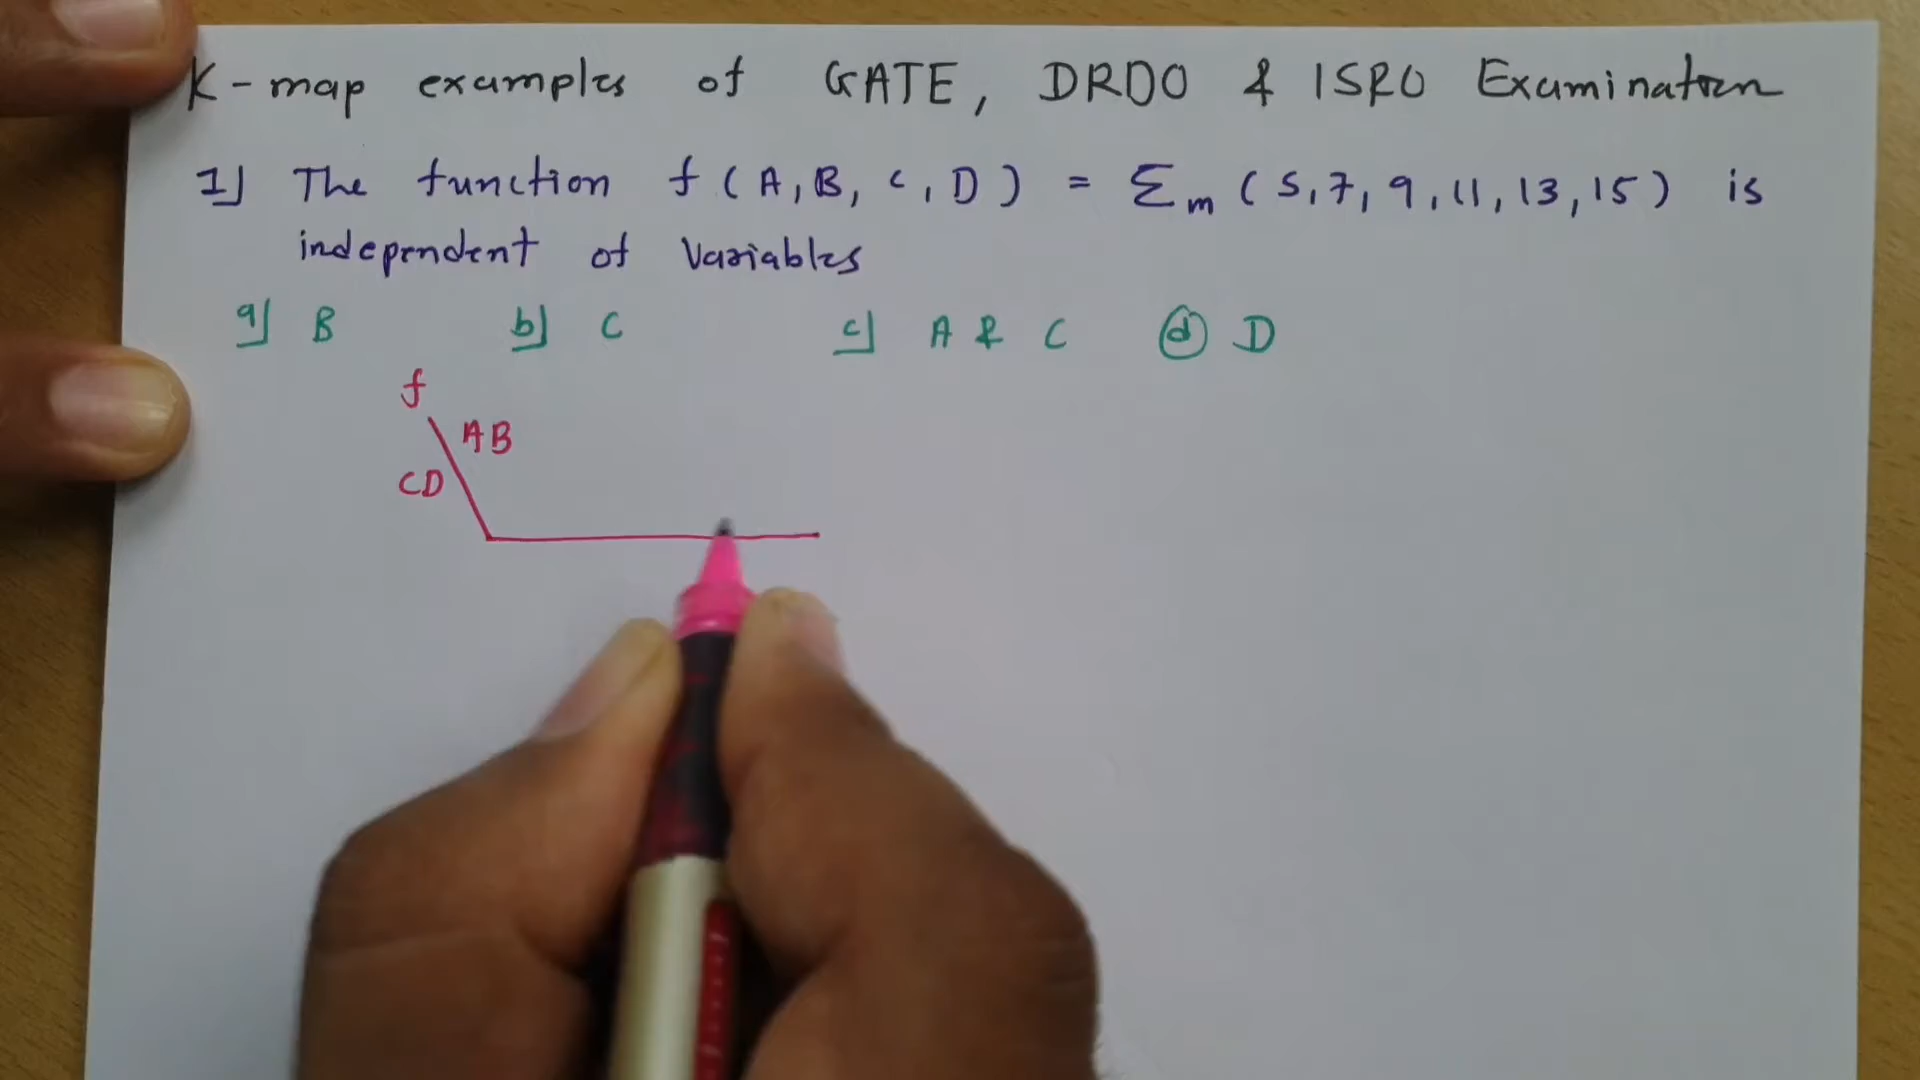 K-map examples of GATE, DRDO & ISRO Examination
1] The function f(A, B, C, D) = Σm (5, 7, 9, 11, 13, 15) is
independent of Variables
a] B b] C c] A & C d D
f
AB
CD